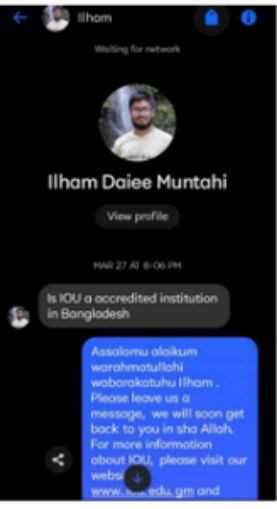 Ilham
Waiting for network
Ilham Daiee Muntahi
View profile
MAR 27 AT 8:06 PM
Is IOU a accredited institution
in Bangladesh
Assalamu alaikum
warahmatullahi
wabarakatuhu Ilham .
Please leave us a
message, we will soon get
back to you in sha Allah.
For more information
about IOU, please visit our
www.iou.edu.gm and